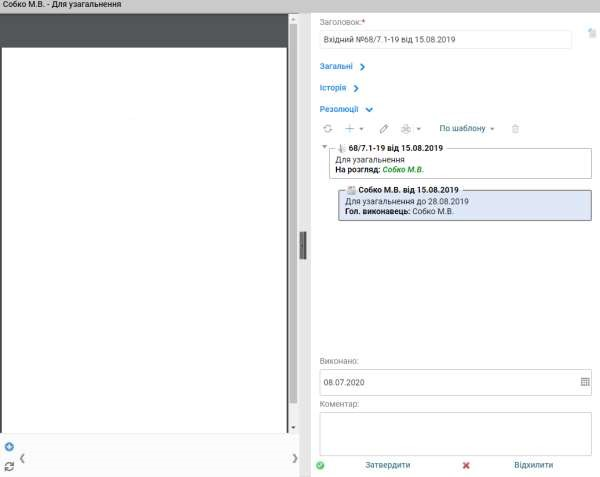 Собко М.В. - Для узагальнення
Заголовок:*
Вхідний №68/7.1-19 від 15.08.2019
Загальні
Історія
Резолюції
По шаблону
68/7.1-19 від 15.08.2019
Для узагальнення
На розгляд: Собко М.В.
Собко М.В. від 15.08.2019
Для узагальнення до 28.08.2019
Гол. виконавець: Собко М.В.
Виконано:
08.07.2020
Коментар:
Затвердити
Відхилити